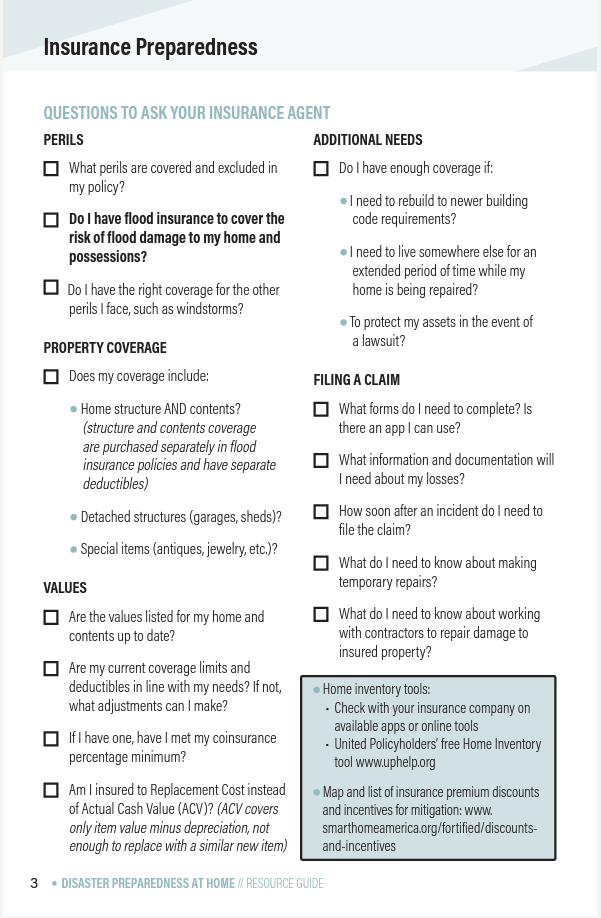 Insurance Preparedness
QUESTIONS TO ASK YOUR INSURANCE AGENT
PERILS
What perils are covered and excluded in
my policy?
Do I have flood insurance to cover the
risk of flood damage to my home and
possessions?
Do I have the right coverage for the other
perils I face, such as windstorms?
PROPERTY COVERAGE
Does my coverage include:
• Home structure AND contents?
(structure and contents coverage
are purchased separately in flood
insurance policies and have separate
deductibles)
• Detached structures (garages, sheds)?
• Special items (antiques, jewelry, etc.)?
VALUES
Are the values listed for my home and
contents up to date?
Are my current coverage limits and
deductibles in line with my needs? If not,
what adjustments can I make?
If I have one, have I met my coinsurance
percentage minimum?
Am I insured to Replacement Cost instead
of Actual Cash Value (ACV)? (ACV covers
only item value minus depreciation, not
enough to replace with a similar new item)
ADDITIONAL NEEDS
Do I have enough coverage if:
• I need to rebuild to newer building
code requirements?
• I need to live somewhere else for an
extended period of time while my
home is being repaired?
• To protect my assets in the event of
a lawsuit?
FILING A CLAIM
What forms do I need to complete? Is
there an app I can use?
What information and documentation will
I need about my losses?
How soon after an incident do I need to
file the claim?
What do I need to know about making
temporary repairs?
What do I need to know about working
with contractors to repair damage to
insured property?
• Home inventory tools:
• Check with your insurance company on
available apps or online tools
• United Policyholders’ free Home Inventory
tool www.uphelp.org
• Map and list of insurance premium discounts
and incentives for mitigation: www.
smarthomeamerica.org/fortified/discounts-
and-incentives
3 • DISASTER PREPAREDNESS AT HOME // RESOURCE GUIDE